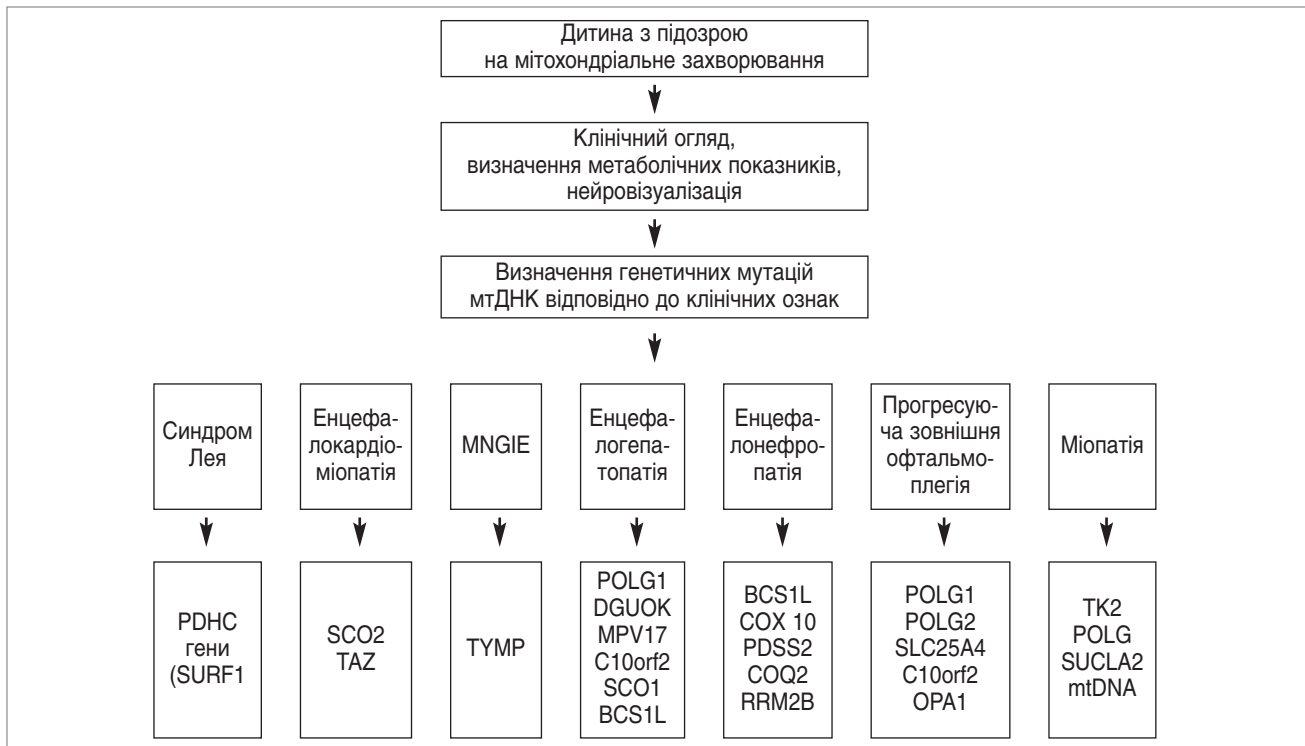 Дитина з підозрою
на мітохондріальне захворювання
Клінічний огляд,
визначення метаболічних показників,
нейровізуалізація
Визначення генетичних мутацій
мтДНК відповідно до клінічних ознак
Синдром
Лея
Енцефа-
локардіо-
міопатія
MNGIE
Енцефа-
логепа-
топатія
Енцефа-
лонефро-
патія
Прогресую-
ча зовнішня
офтальмо-
плегія
Міопатія
PDHC
гени
(SURF1
SCO2
TAZ
TYMP
POLG1
DGUOK
MPV17
C10orf2
SCO1
BCS1L
BCS1L
COX 10
PDSS2
COQ2
RRM2B
POLG1
POLG2
SLC25A4
C10orf2
OPA1
TK2
POLG
SUCLA2
mtDNA